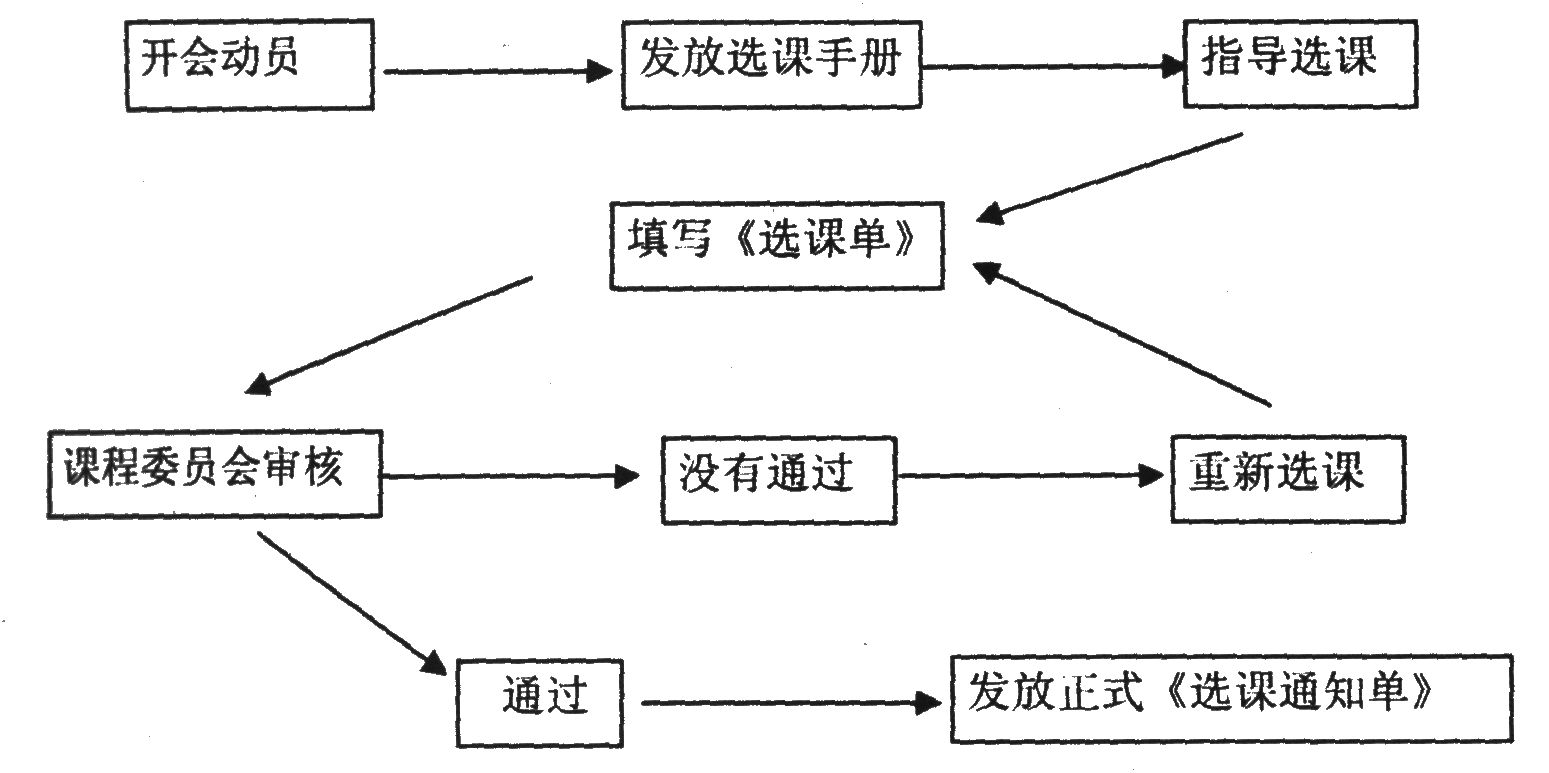 开会动员
发放选课手册
指导选课
填写《选课单》
课程委员会审核
没有通过
重新选课
通过
发放正式《选课通知单》